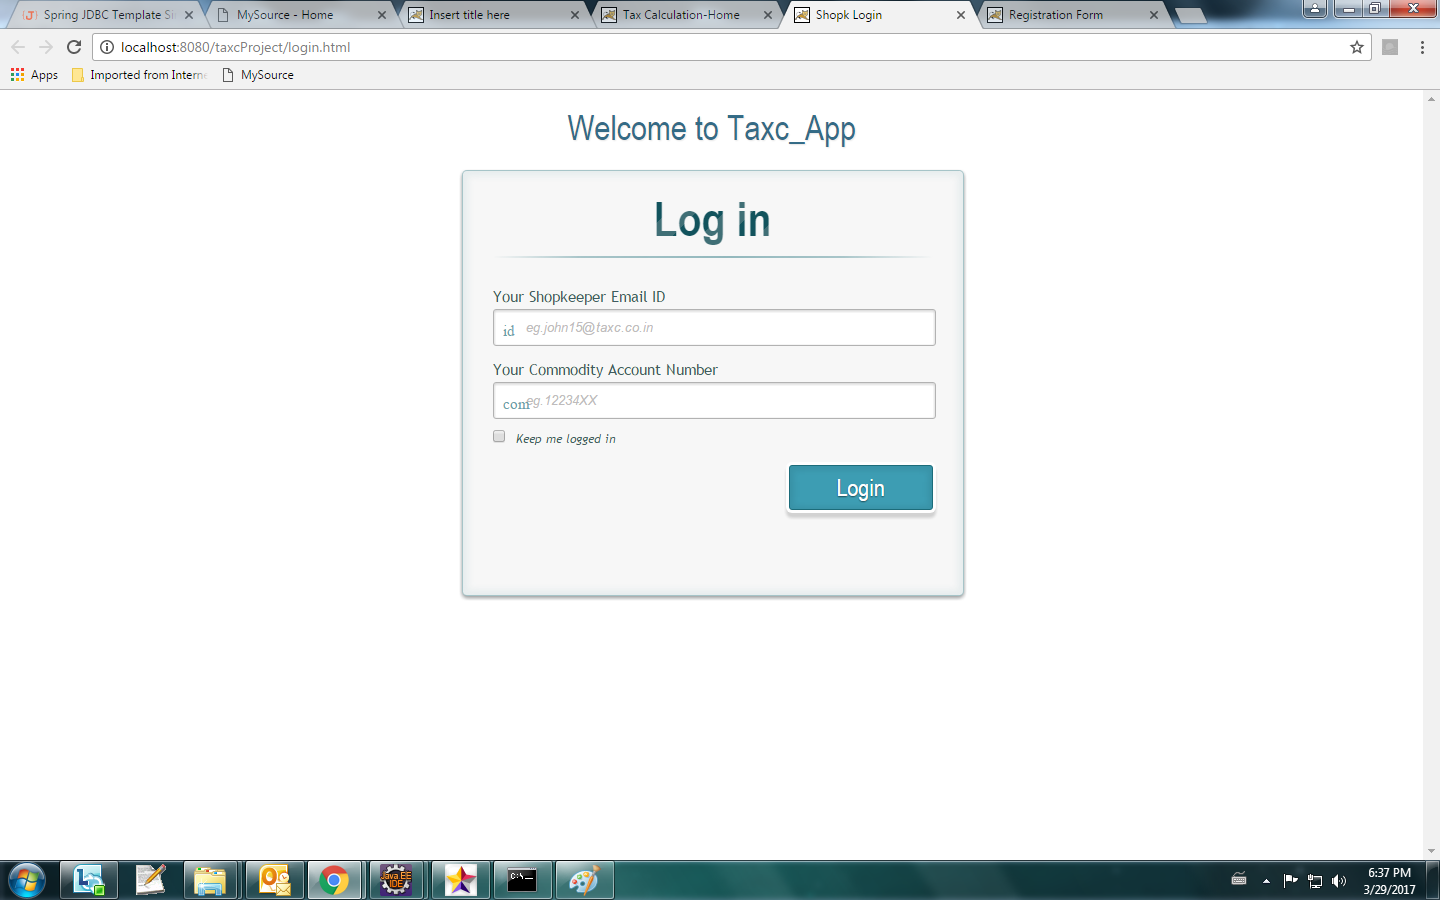 Spring JDBC Template Si
MySource - Home
Insert title here
Tax Calculation-Home
Shopk Login
Registration Form
localhost:8080/taxcProject/login.html
Apps
Imported from Intern
MySource
Welcome to Taxc_App
Log in
Your Shopkeeper Email ID
id eg.john15@taxc.co.in
Your Commodity Account Number
com eg.12234XX
Keep me logged in
Login
Java EE
IDE
C:\.
6:37 PM
3/29/2017